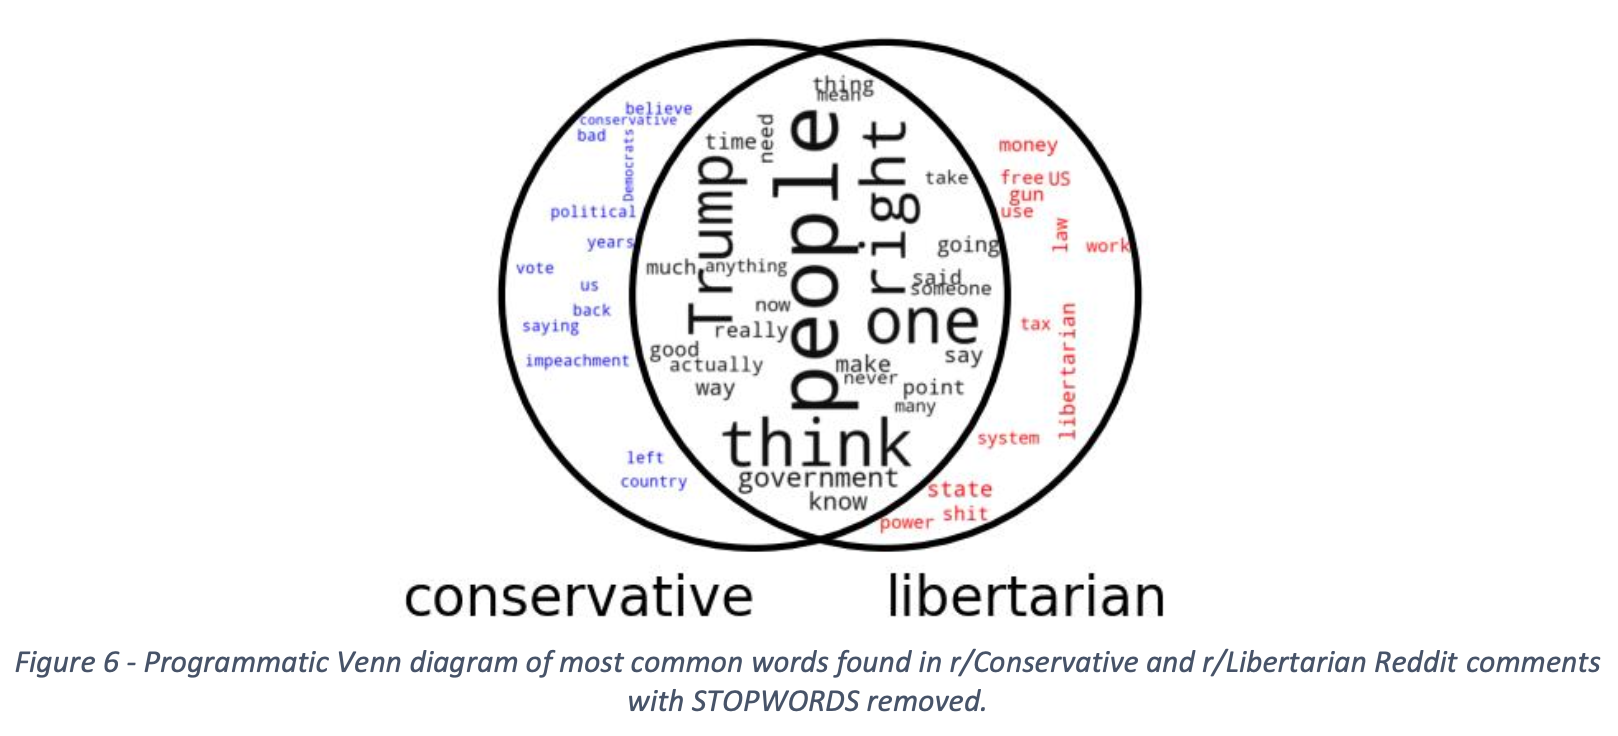 believe
conservative
bad
Democrats
political
years
vote
us
back
saying
impeachment
left
country
thing
mean
need
time
people
right
Trump
take
going
much
anything
said
someone
now
really
one
good
actually
way
make
never
say
point
many
think
government
know
money
free
US
gun
use
law
work
tax
libertarian
system
state
shit
power
conservative
libertarian
Figure 6 - Programmatic Venn diagram of most common words found in r/Conservative and r/Libertarian Reddit comments
with STOPWORDS removed.